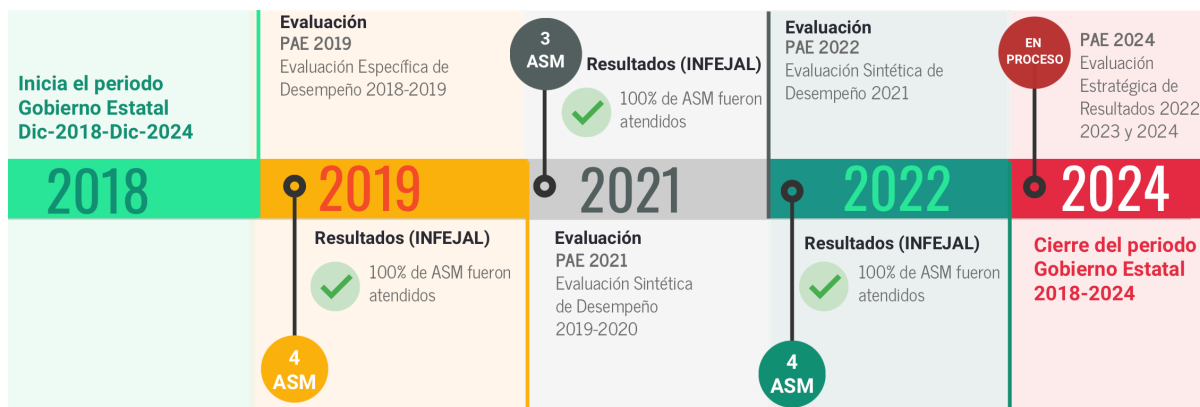 Inicia el periodo
Gobierno Estatal
Dic-2018-Dic-2024
2018
Evaluación
PAE 2019
Evaluación Específica de
Desempeño 2018-2019
2019
Resultados (INFEJAL)
100% de ASM fueron
atendidos
4
ASM
3
ASM
Resultados (INFEJAL)
100% de ASM fueron
atendidos
2021
Evaluación
PAE 2021
Evaluación Sintética
de Desempeño
2019-2020
Evaluación
PAE 2022
Evaluación Sintética de
Desempeño 2021
2022
Resultados (INFEJAL)
100% de ASM fueron
atendidos
4
ASM
EN
PROCESO
PAE 2024
Evaluación
Estratégica de
Resultados 2022
2023 y 2024
2024
Cierre del periodo
Gobierno Estatal
2018-2024